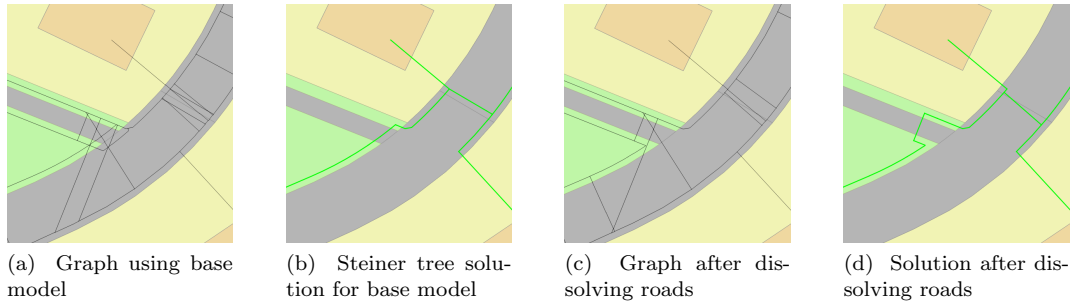 (a) Graph using base
model
(b) Steiner tree solu-
tion for base model
(c) Graph after dis-
solving roads
(d) Solution after dis-
solving roads